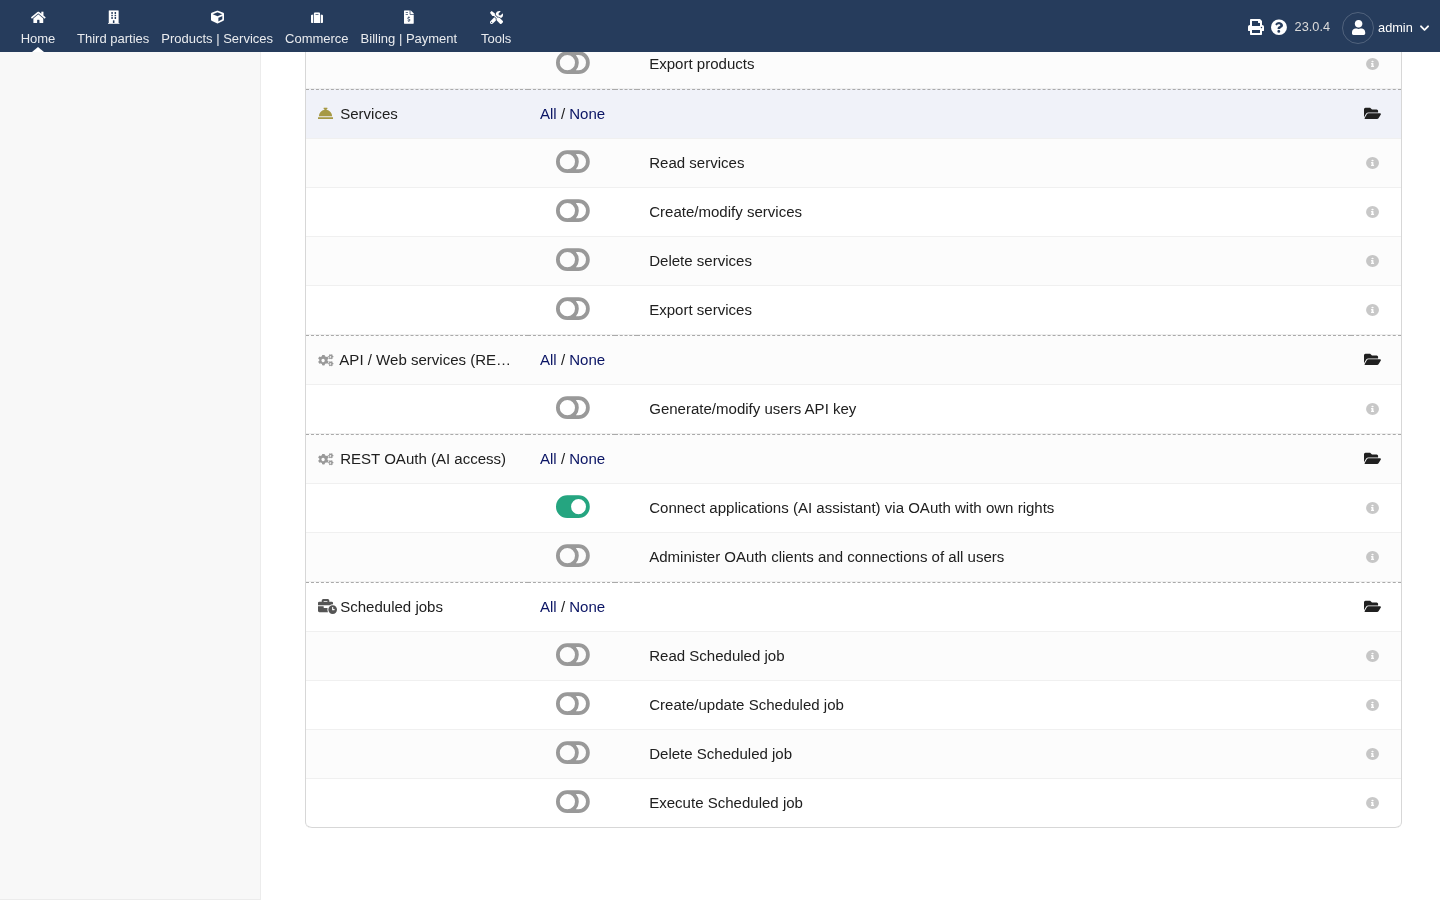 Home
Third parties
Products | Services
Commerce
Billing | Payment
Tools
23.0.4
admin
Export products
Services All / None
Read services
Create/modify services
Delete services
Export services
API / Web services (RE… All / None
Generate/modify users API key
REST OAuth (AI access) All / None
Connect applications (AI assistant) via OAuth with own rights
Administer OAuth clients and connections of all users
Scheduled jobs All / None
Read Scheduled job
Create/update Scheduled job
Delete Scheduled job
Execute Scheduled job